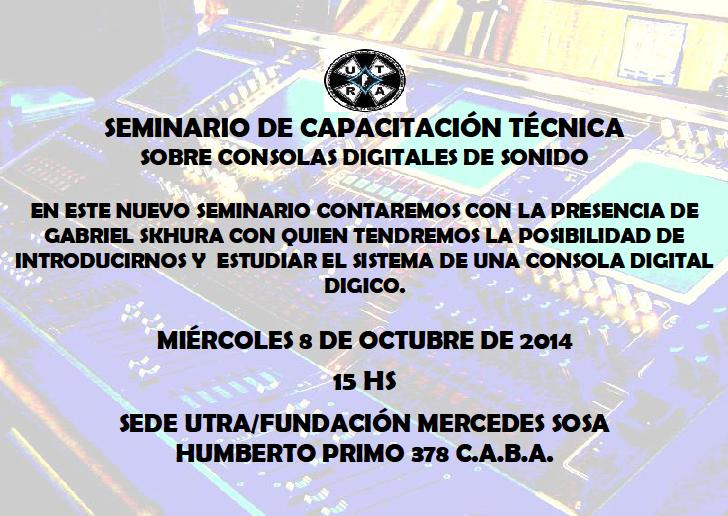 U T
R A
SEMINARIO DE CAPACITACIÓN TÉCNICA
SOBRE CONSOLAS DIGITALES DE SONIDO
EN ESTE NUEVO SEMINARIO CONTAREMOS CON LA PRESENCIA DE
GABRIEL SKHURA CON QUIEN TENDREMOS LA POSIBILIDAD DE
INTRODUCIRNOS Y ESTUDIAR EL SISTEMA DE UNA CONSOLA DIGITAL
DIGICO.
MIÉRCOLES 8 DE OCTUBRE DE 2014
15 HS
SEDE UTRA/FUNDACIÓN MERCEDES SOSA
HUMBERTO PRIMO 378 C.A.B.A.